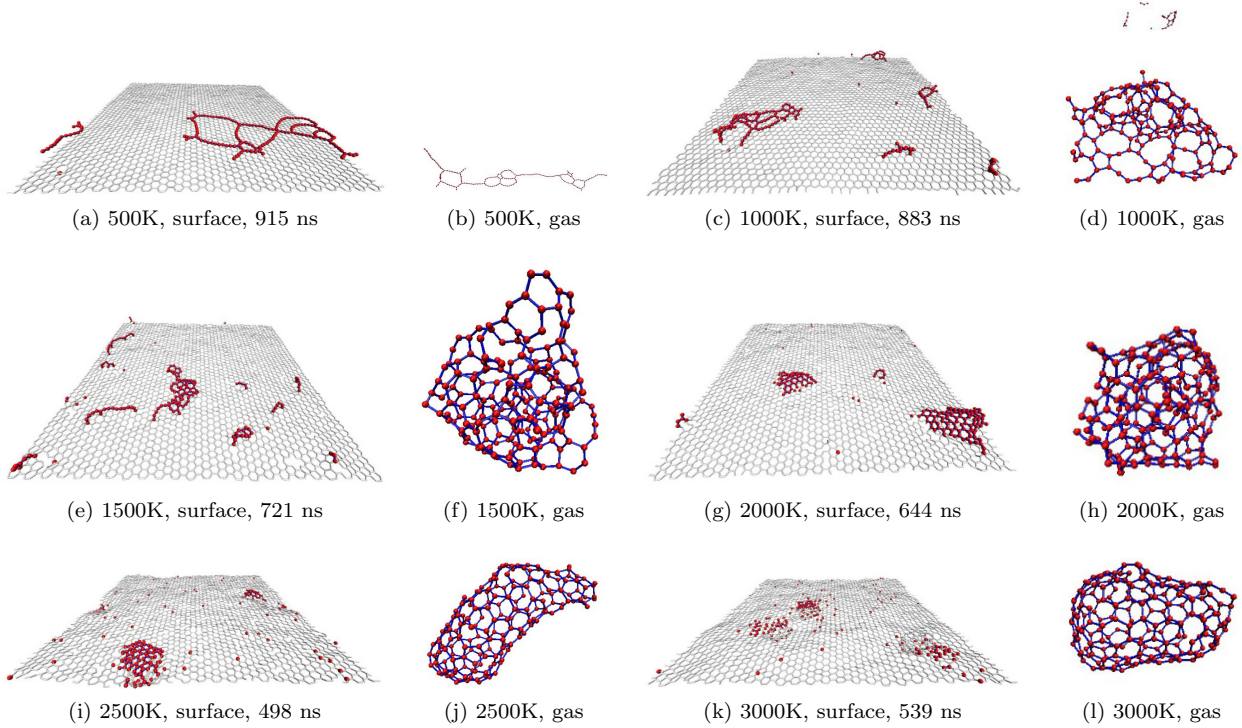 (a) 500K, surface, 915 ns
(b) 500K, gas
(c) 1000K, surface, 883 ns
(d) 1000K, gas
(e) 1500K, surface, 721 ns
(f) 1500K, gas
(g) 2000K, surface, 644 ns
(h) 2000K, gas
(i) 2500K, surface, 498 ns
(j) 2500K, gas
(k) 3000K, surface, 539 ns
(l) 3000K, gas